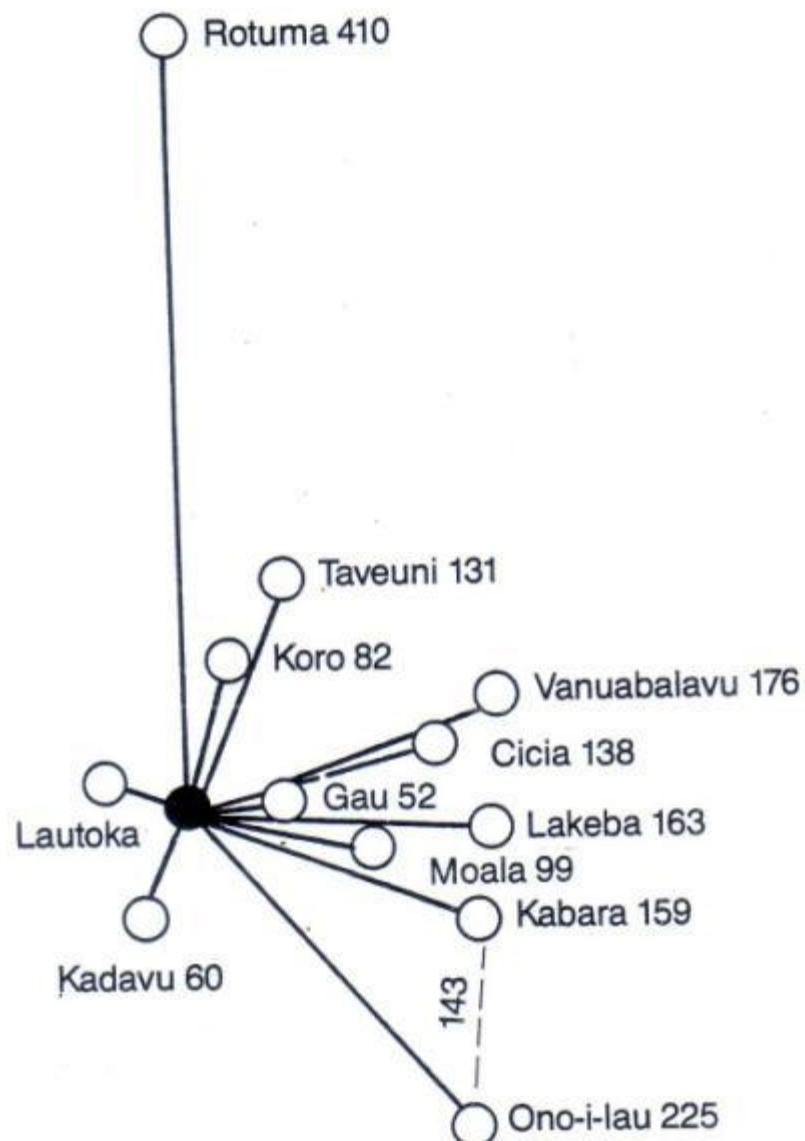 Rotuma 410
Taveuni 131
Koro 82
Vanuabalavu 176
Cicia 138
Gau 52
Lautoka
Lakeba 163
Moala 99
Kabara 159
Kadavu 60
143
Ono-i-lau 225